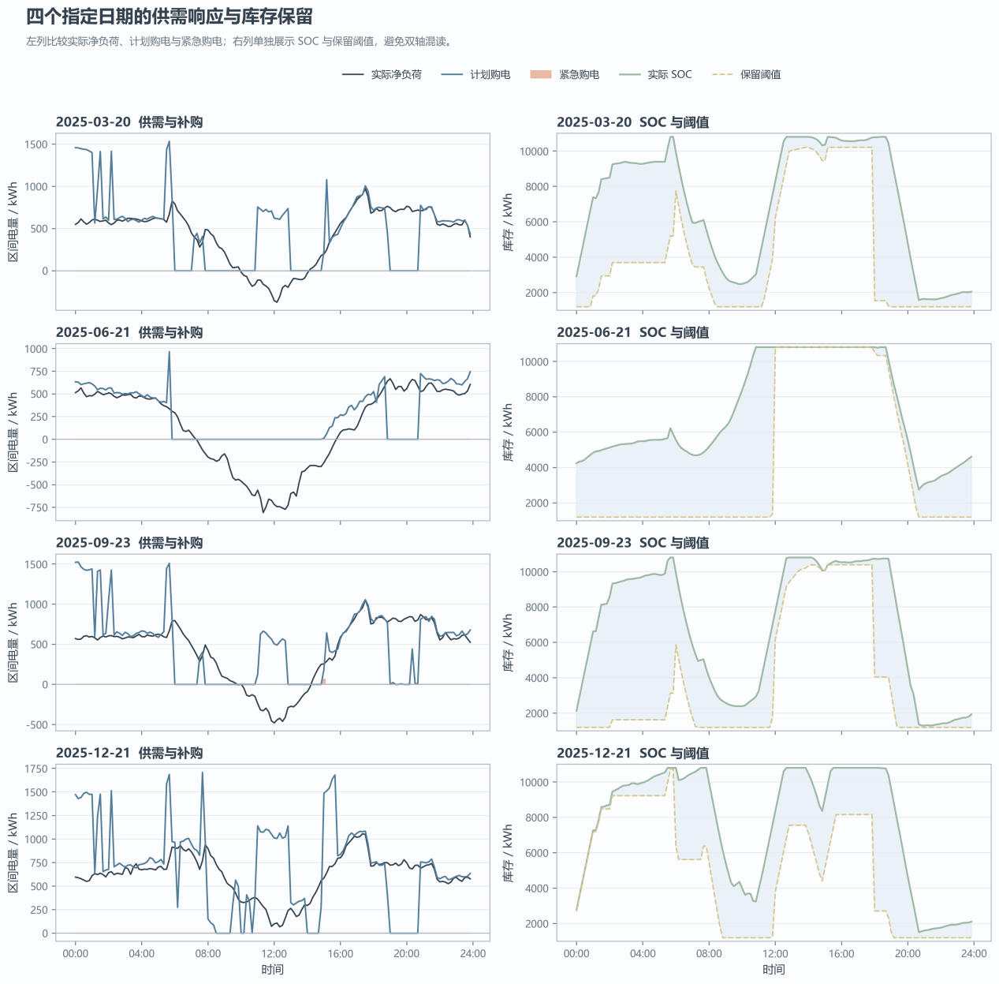 四个指定日期的供需响应与库存保留
左列比较实际净负荷、计划购电与紧急购电；右列单独展示 SOC 与保留阈值，避免双轴混读。
实际净负荷 计划购电 紧急购电 实际 SOC 保留阈值
2025-03-20 供需与补购
1500
1000
500
0
区间电量 / kWh
2025-03-20 SOC 与阈值
10000
8000
6000
4000
2000
库存 / kWh
2025-06-21 供需与补购
1000
750
500
250
0
-250
-500
-750
区间电量 / kWh
2025-06-21 SOC 与阈值
10000
8000
6000
4000
2000
库存 / kWh
2025-09-23 供需与补购
1500
1000
500
0
-500
区间电量 / kWh
2025-09-23 SOC 与阈值
10000
8000
6000
4000
2000
库存 / kWh
2025-12-21 供需与补购
1750
1500
1250
1000
750
500
250
0
区间电量 / kWh
00:00 04:00 08:00 12:00 16:00 20:00 24:00
时间
2025-12-21 SOC 与阈值
10000
8000
6000
4000
2000
库存 / kWh
00:00 04:00 08:00 12:00 16:00 20:00 24:00
时间